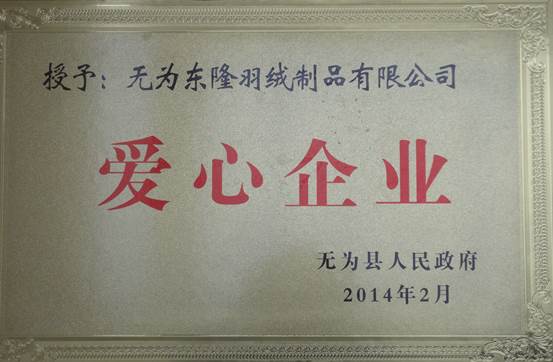 授予：无为东隆羽绒制品有限公司
爱心企业
无为县人民政府
2014年2月